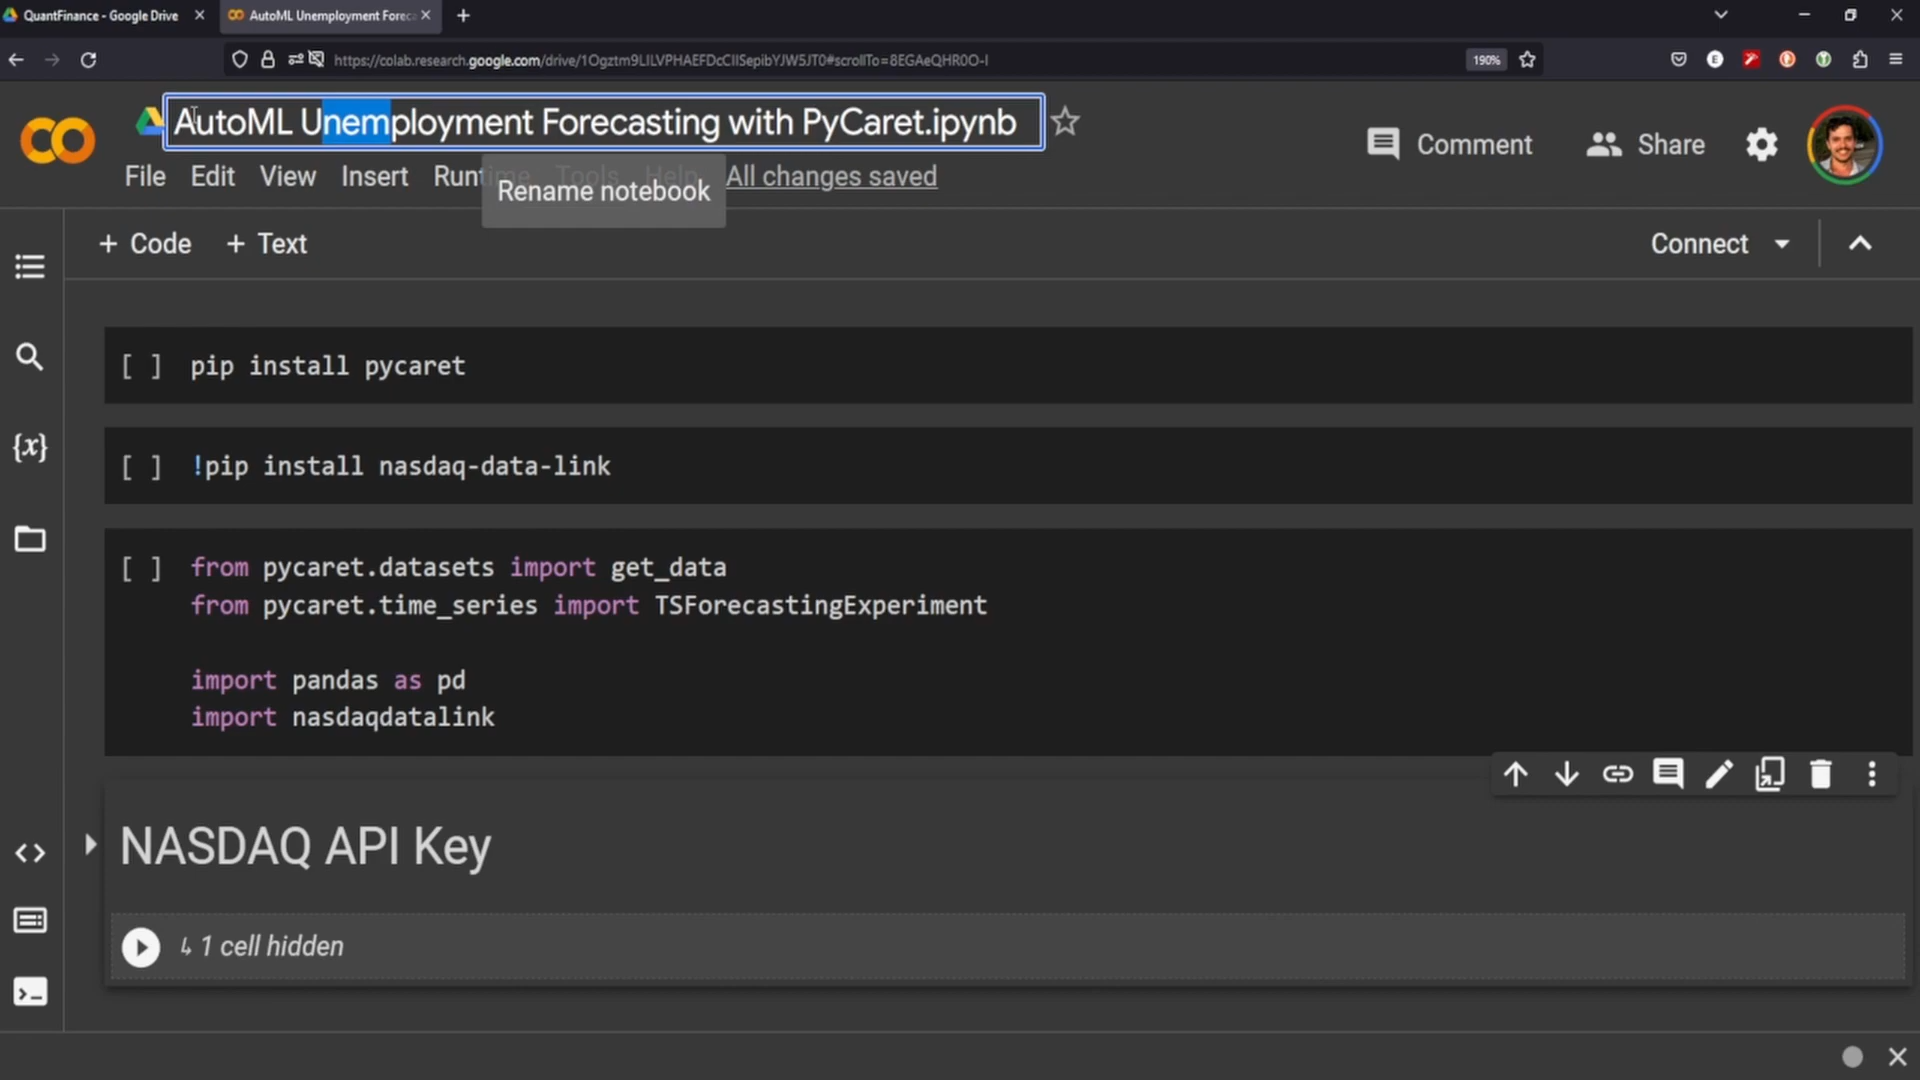 QuantFinance - Google Drive
AutoML Unemployment Foreca
https://colab.research.google.com/drive/1Ogztm9LILVPHAEFDcCIISepibYJW5JT0#scrollTo=8EGAeQHR0O-I
190%
E
AutoML Unemployment Forecasting with PyCaret.ipynb
Comment
Share
File Edit View Insert Runtime Tools Help All changes saved
Rename notebook
+ Code + Text
Connect
[ ] pip install pycaret
{x}
[ ] !pip install nasdaq-data-link
[ ] from pycaret.datasets import get_data
from pycaret.time_series import TSForecastingExperiment
import pandas as pd
import nasdaqdatalink
NASDAQ API Key
↳ 1 cell hidden